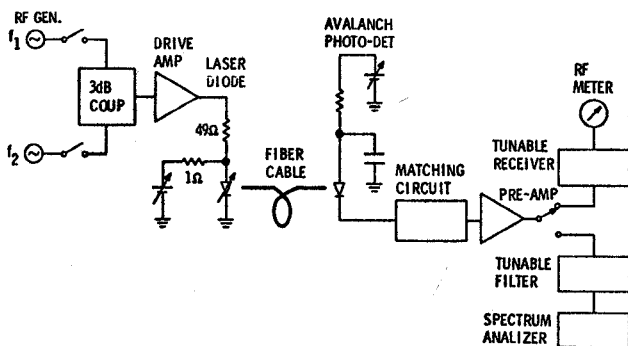 RF GEN.
f1
f2
3dB
COUP
DRIVE
AMP
LASER
DIODE
49Ω
1Ω
FIBER
CABLE
AVALANCH
PHOTO-DET
MATCHING
CIRCUIT
PRE-AMP
RF
METER
TUNABLE
RECEIVER
TUNABLE
FILTER
SPECTRUM
ANALIZER